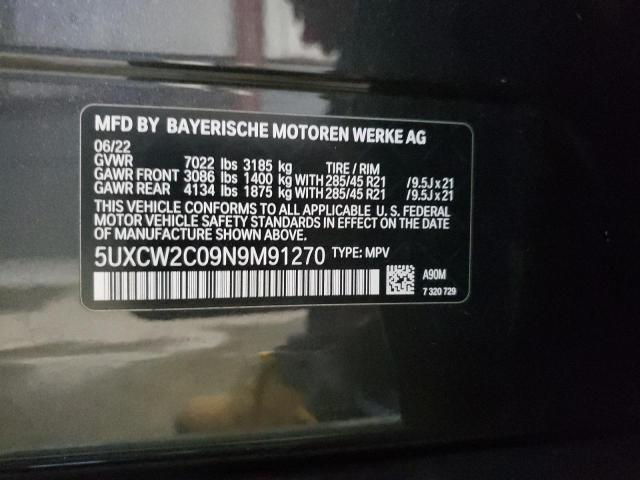 MFD BY BAYERISCHE MOTOREN WERKE AG
06/22
GVWR 7022 lbs 3185 kg TIRE / RIM
GAWR FRONT 3086 lbs 1400 kg WITH 285/45 R21 /9.5J x 21
GAWR REAR 4134 lbs 1875 kg WITH 285/45 R21 /9.5J x 21
THIS VEHICLE CONFORMS TO ALL APPLICABLE U. S. FEDERAL
MOTOR VEHICLE SAFETY STANDARDS IN EFFECT ON THE DATE
OF MANUFACTURE SHOWN ABOVE.
5UXCW2C09N9M91270 TYPE: MPV
A90M
7 320 729